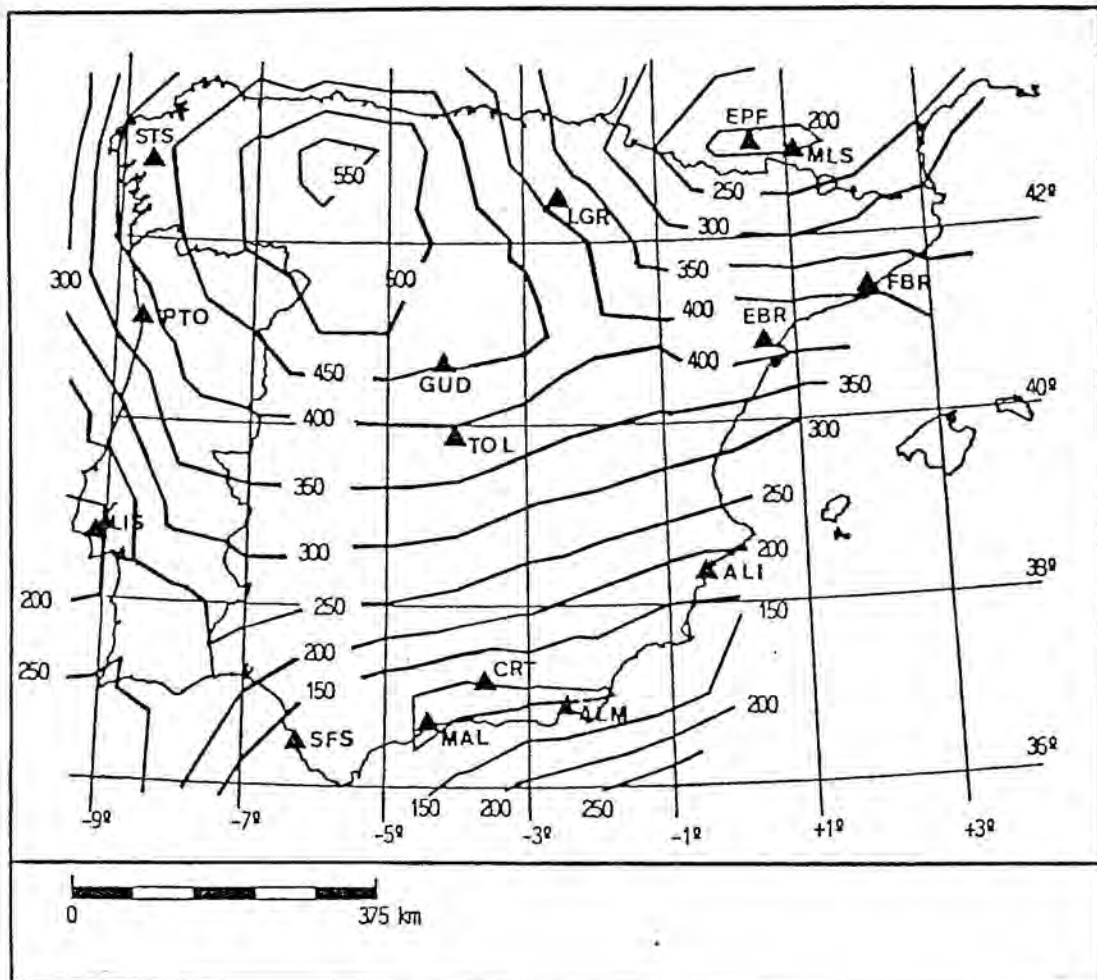 EPF
200
STS
MLS
550
250
42º
LGR
300
300
500
350
FBR
PTO
400
EBR
450
400
GUD
350
40º
400
TOL
300
350
250
LIS
300
200
ALI
38º
200
250
150
200
250
CRT
150
200
ALM
SFS
MAL
36º
150
200
250
-9º
-7º
-5º
-3º
-1º
+1º
+3º
0
375 km